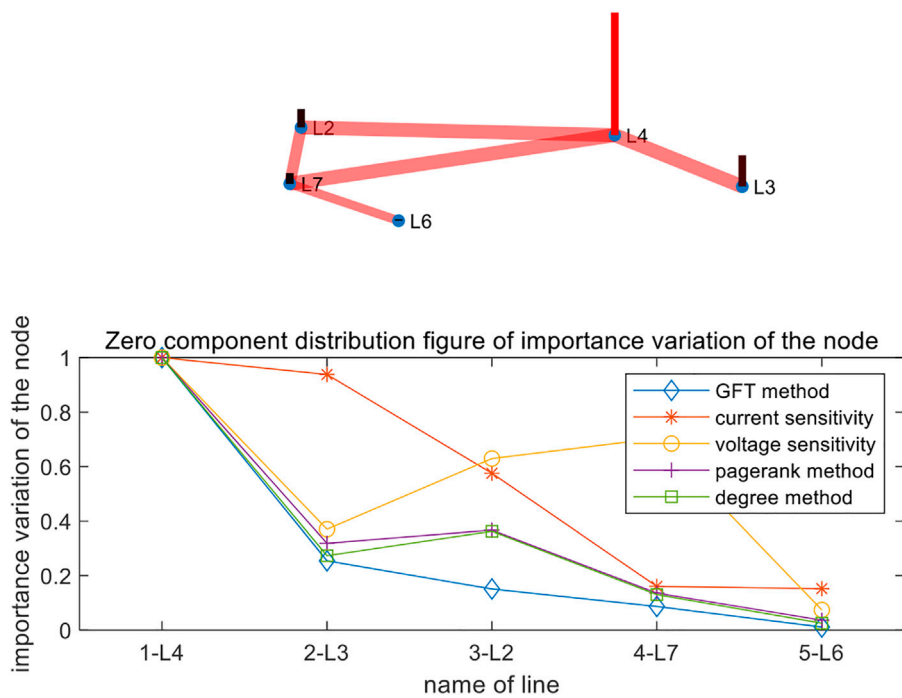 L2
L4
L7
L3
L6
Zero component distribution figure of importance variation of the node
importance variation of the node
1
0.8
0.6
0.4
0.2
0
GFT method
current sensitivity
voltage sensitivity
pagerank method
degree method
1-L4
2-L3
3-L2
4-L7
5-L6
name of line